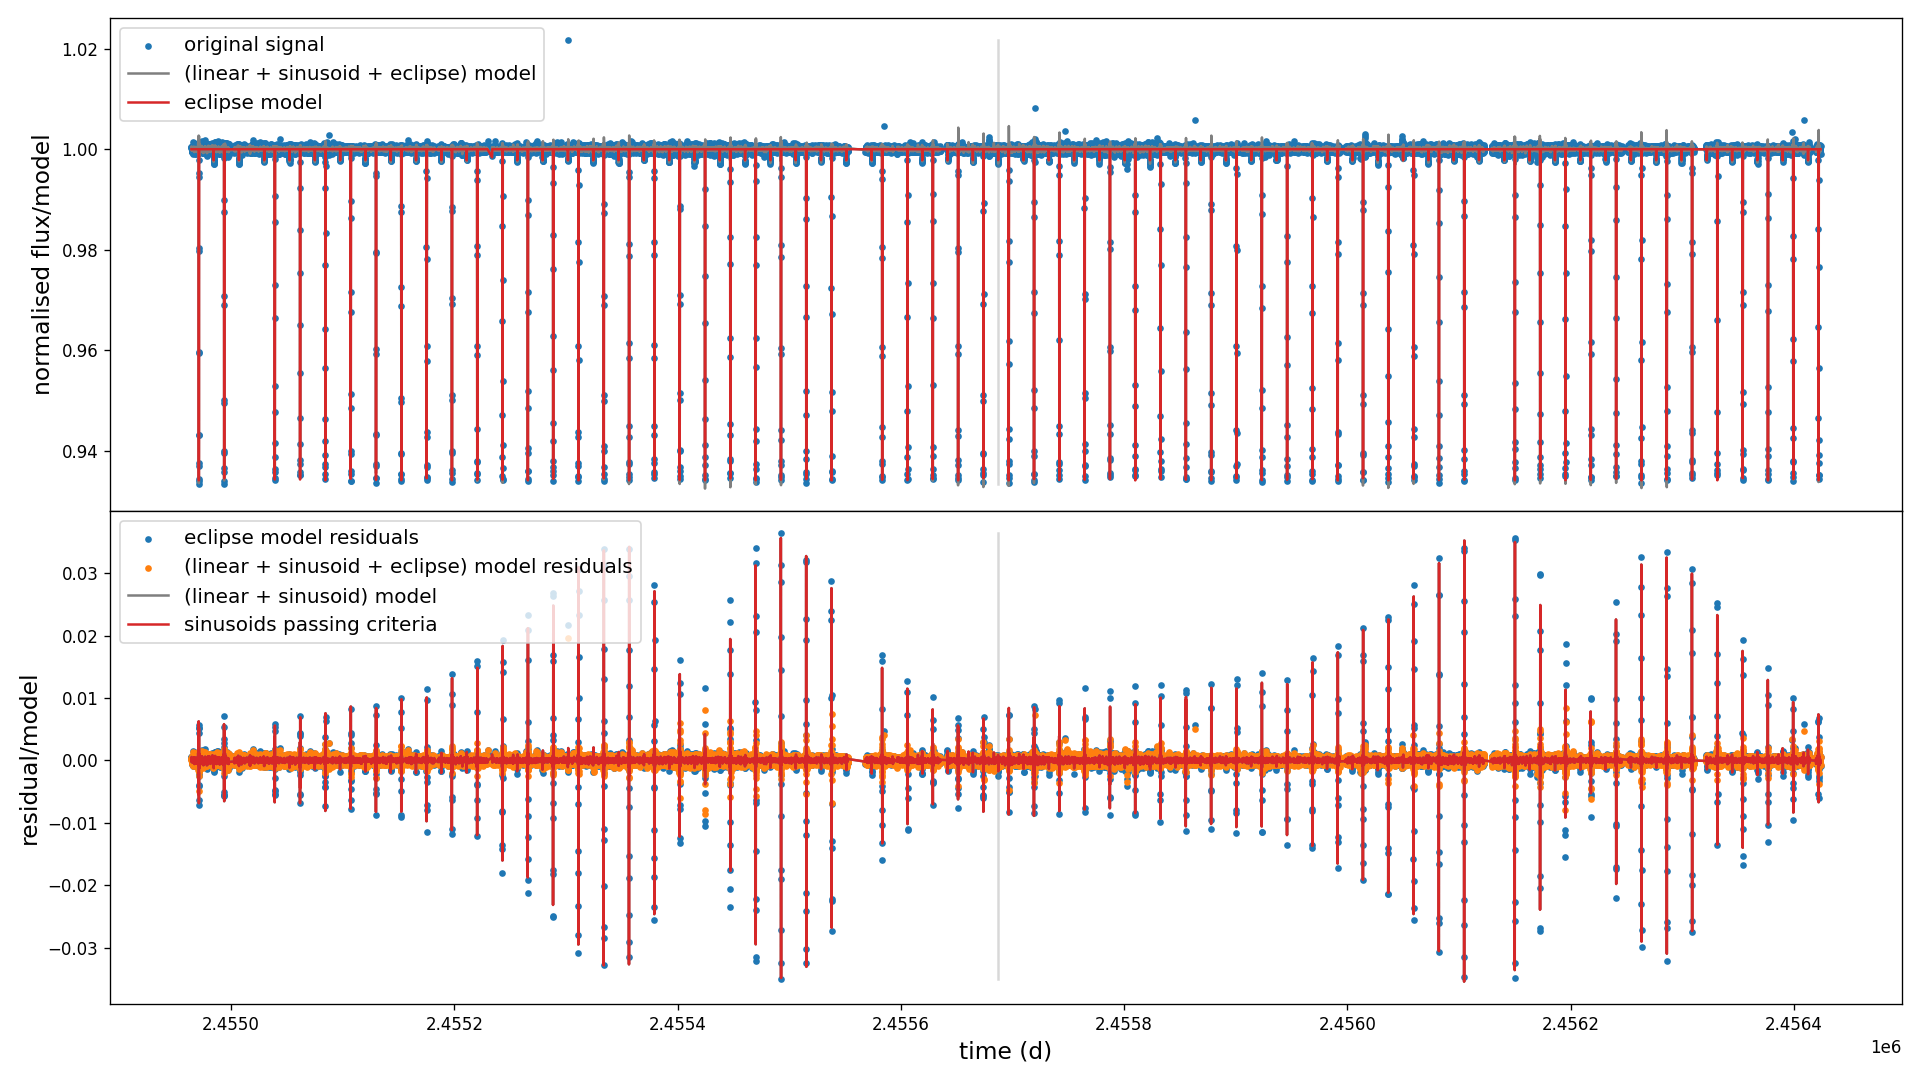 original signal
(linear + sinusoid + eclipse) model
eclipse model
1.02
1.00
0.98
0.96
0.94
normalised flux/model
eclipse model residuals
(linear + sinusoid + eclipse) model residuals
(linear + sinusoid) model
sinusoids passing criteria
0.03
0.02
0.01
0.00
−0.01
−0.02
−0.03
residual/model
2.4550 2.4552 2.4554 2.4556 2.4558 2.4560 2.4562 2.4564
1e6
time (d)